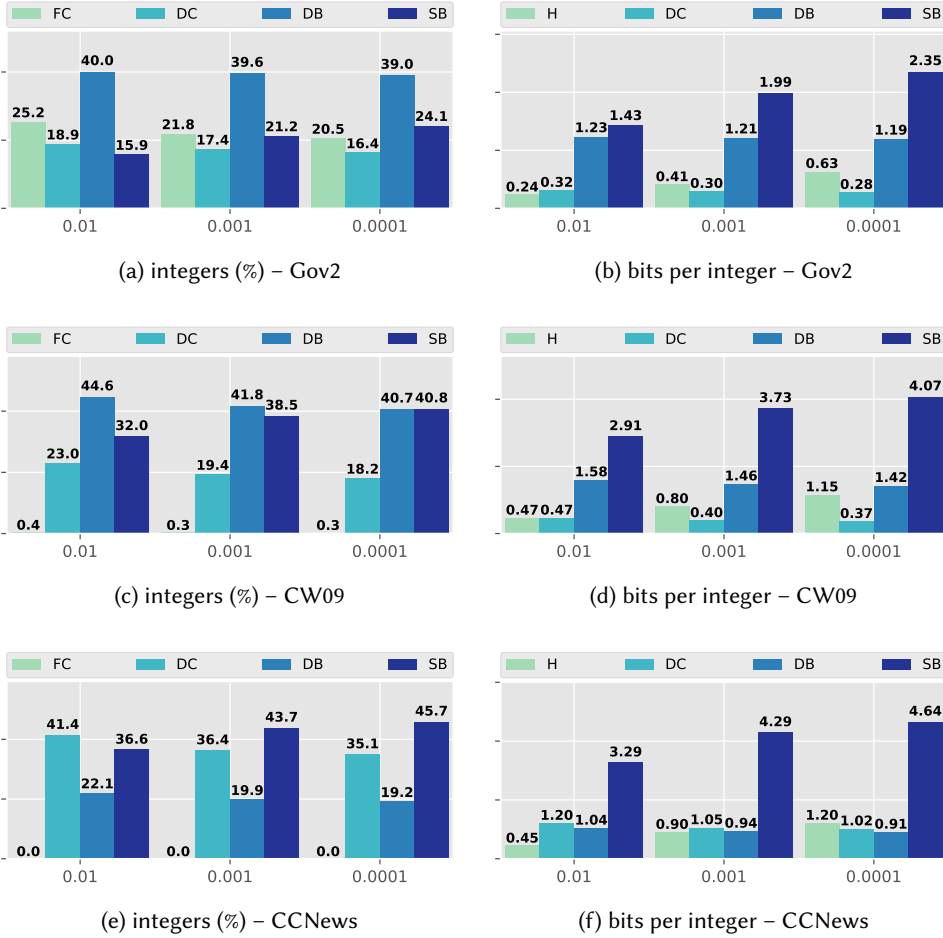 FC DC DB SB
40.0 39.6 39.0
25.2 21.8 24.1
18.9 15.9 17.4 21.2 20.5 16.4
0.01 0.001 0.0001
(a) integers (%) – Gov2
H DC DB SB
2.35
1.99
1.23 1.43 1.21 1.19
0.24 0.32 0.41 0.30 0.63 0.28
0.01 0.001 0.0001
(b) bits per integer – Gov2
FC DC DB SB
44.6 41.8 38.5 40.7 40.8
32.0
23.0 19.4 18.2
0.4 0.3 0.3
0.01 0.001 0.0001
(c) integers (%) – CW09
H DC DB SB
4.07
3.73
2.91
1.58 1.46 1.15 1.42
0.47 0.47 0.80 0.40 0.37
0.01 0.001 0.0001
(d) bits per integer – CW09
FC DC DB SB
41.4 43.7 45.7
36.6 36.4 35.1
22.1 19.9 19.2
0.0 0.0 0.0
0.01 0.001 0.0001
(e) integers (%) – CCNews
H DC DB SB
4.64
4.29
3.29
1.20 1.04 1.05 1.20 1.02
0.45 0.90 0.94 0.91
0.01 0.001 0.0001
(f) bits per integer – CCNews